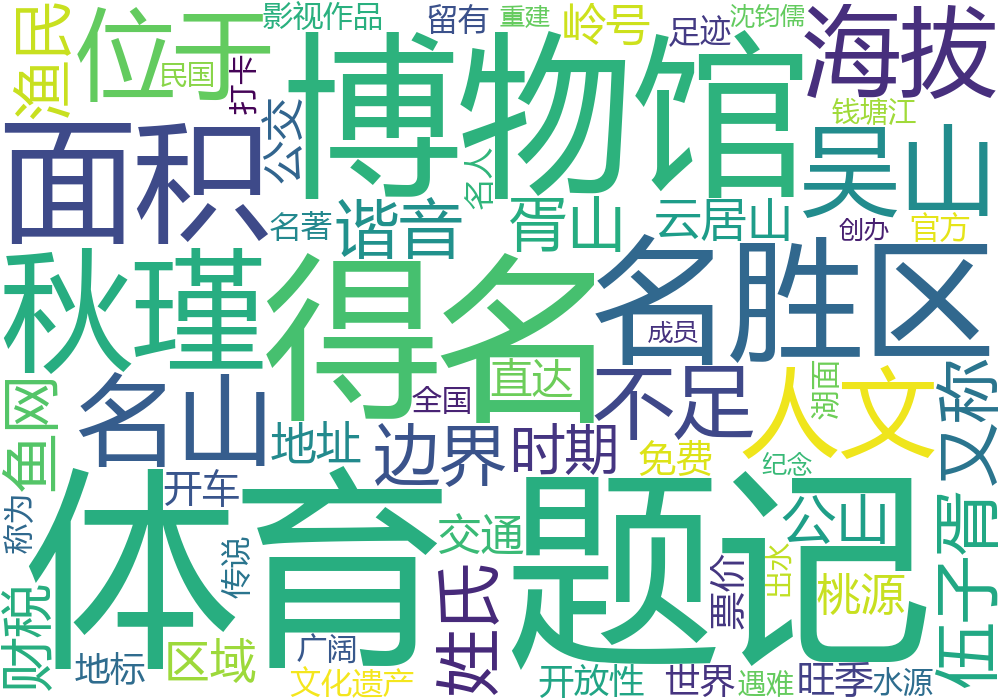 渔民
位于
影视作品
留有
岭号
重建
足迹
沈钧儒
海拔
民国
打卡
博物馆
公交
名人
钱塘江
面积
吴山
名著
谐音
胥山
云居山
创办
官方
秋瑾
得名
名胜区
成员
鱼网
名山
地址
全国
直达
不足
人文
湖面
又称
边界
时期
免费
纪念
开车
体育
题记
交通
公山
称为
传说
姓氏
票价
出水
桃源
伍子胥
财税
地标
区域
广阔
文化遗产
开放性
世界
遇难
旺季
水源